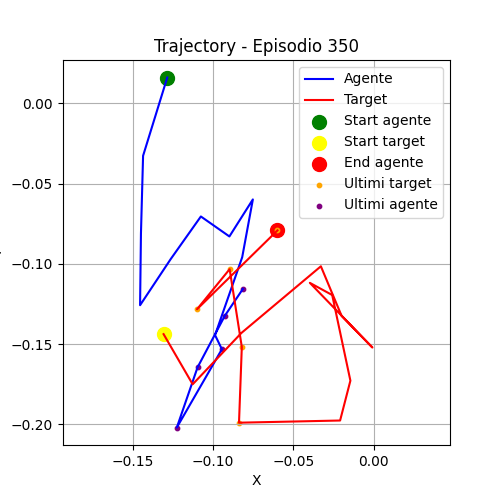 Trajectory - Episodio 350
Agente
Target
Start agente
Start target
End agente
Ultimi target
Ultimi agente
0.00
−0.05
−0.10
−0.15
−0.20
−0.15
−0.10
−0.05
0.00
X